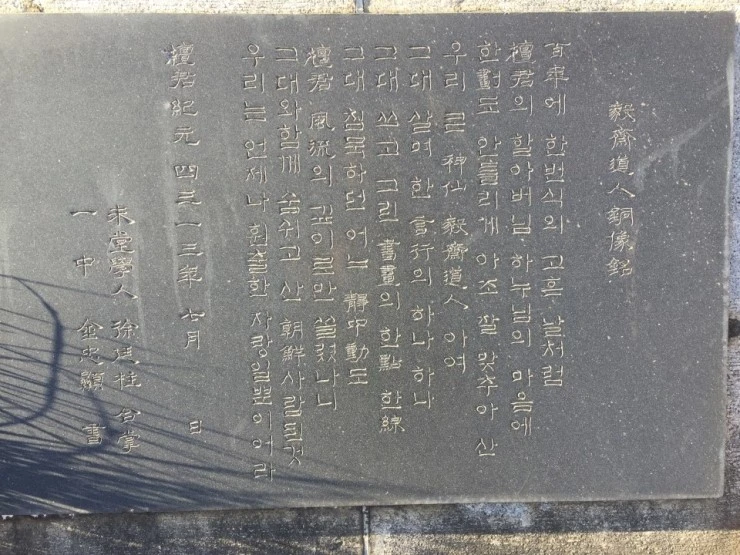 毅齋道人銅像銘
百年에 한번식의 고흔 날처럼
檀君의 할아버님 하누님의 마음에
한劃도 안틀리게 아조 잘 맞추아 산
우리 큰 神仙 毅齋道人 아여
그대 살며 한 言行의 하나 하나
그대 쓰고 그린 書畫의 한點 한線
그대 침묵하던 어느 靜中動도
檀君 風流의 깊이로만 쏠렸나니
그대와함께 숨쉬고 산 朝鮮사람된것
우리는 언제나 훤출한 자랑일뿐이어라
檀君紀元 四三一三年 七月 日
未堂學人 徐廷柱 合掌
一中 金忠顯 書